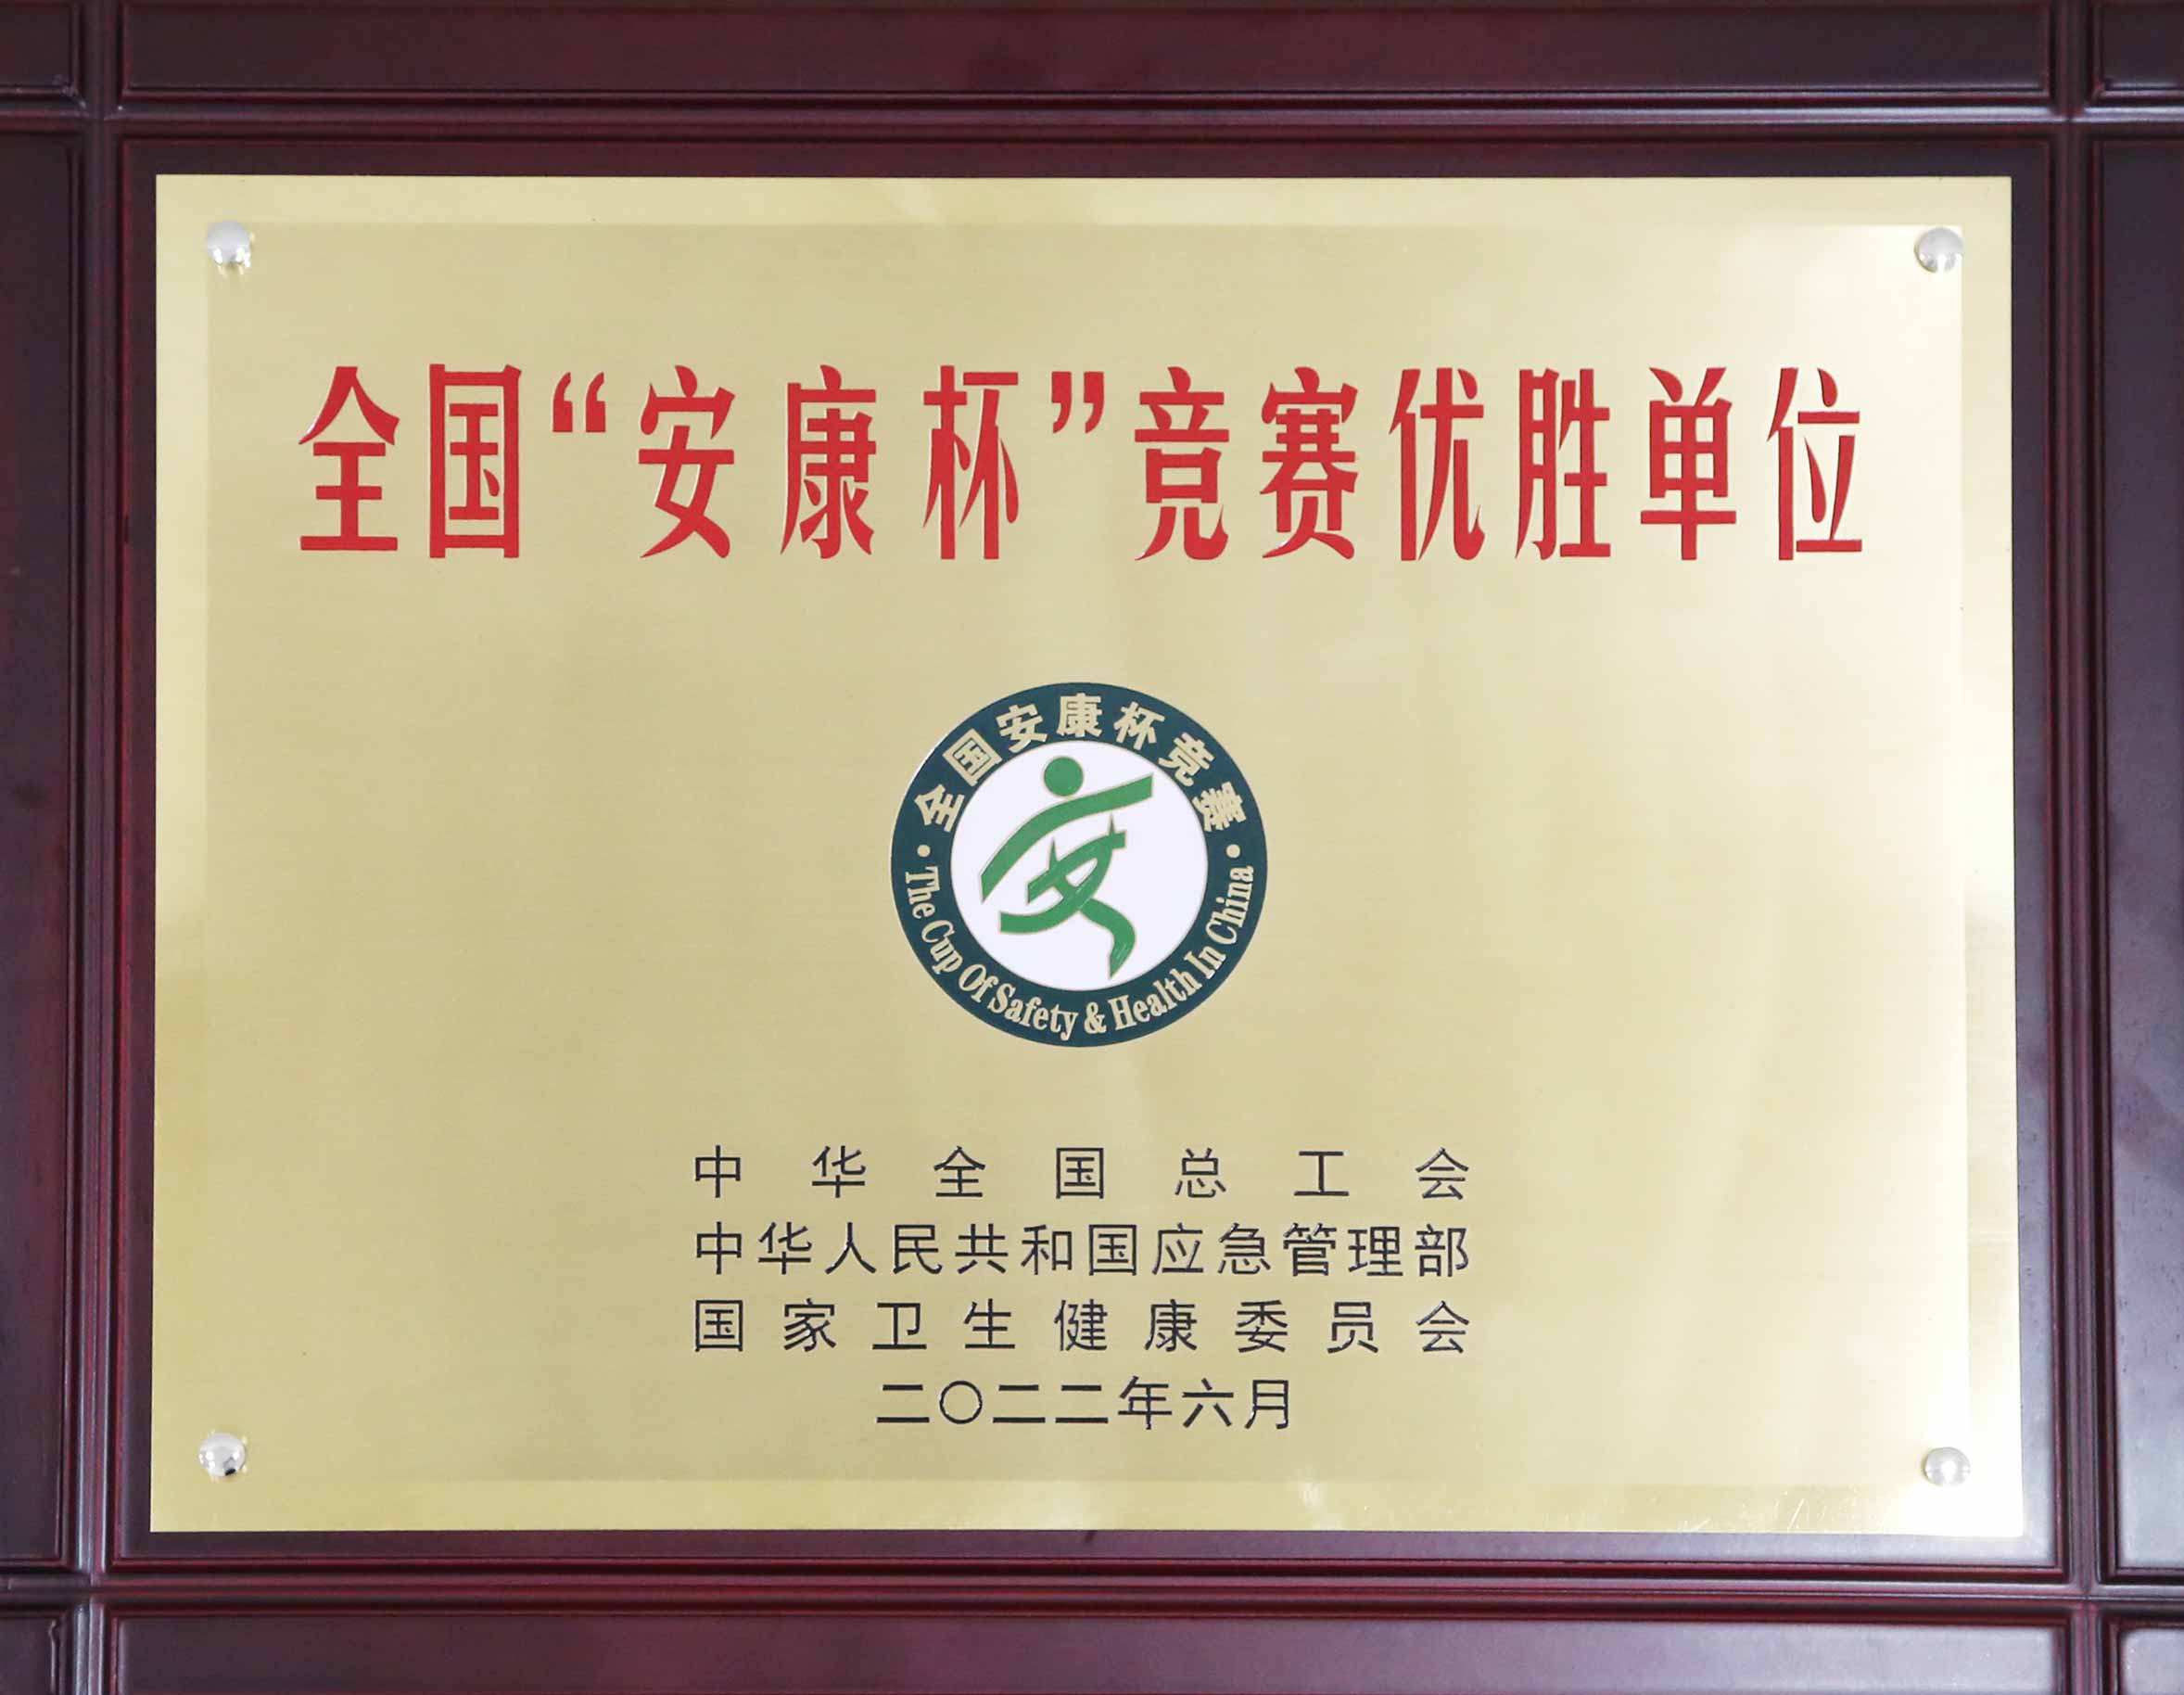 全国“安康杯”竞赛优胜单位
全国安康杯竞赛
•The Cup Of Safety & Health In China•
中华全国总工会
中华人民共和国应急管理部
国家卫生健康委员会
二〇二二年六月